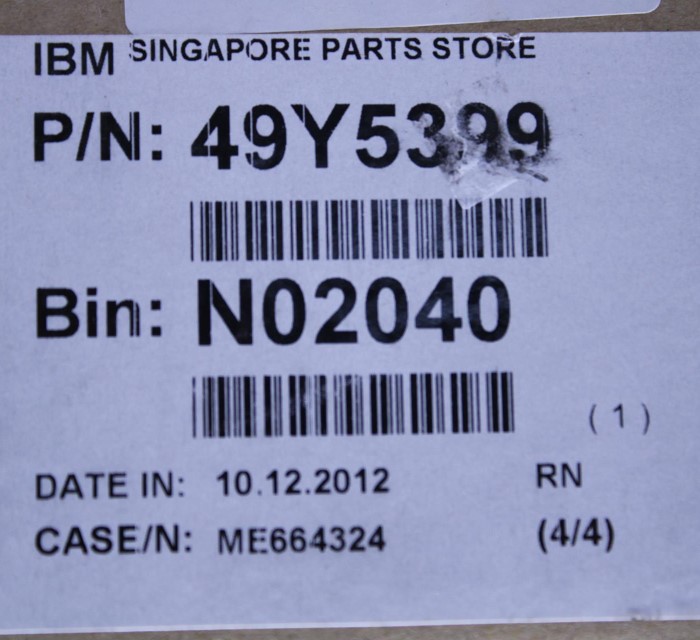 IBM SINGAPORE PARTS STORE
P/N: 49Y5399
Bin: N02040
(1)
DATE IN: 10.12.2012 RN
CASE/N: ME664324 (4/4)